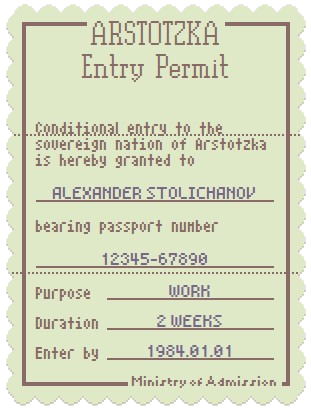 ARSTOTZKA
Entry Permit
Conditional entry to the
sovereign nation of Arstotzka
is hereby granted to
ALEXANDER STOLICHANOV
bearing passport number
12345-67890
Purpose WORK
Duration 2 WEEKS
Enter by 1984.01.01
Ministry of Admission